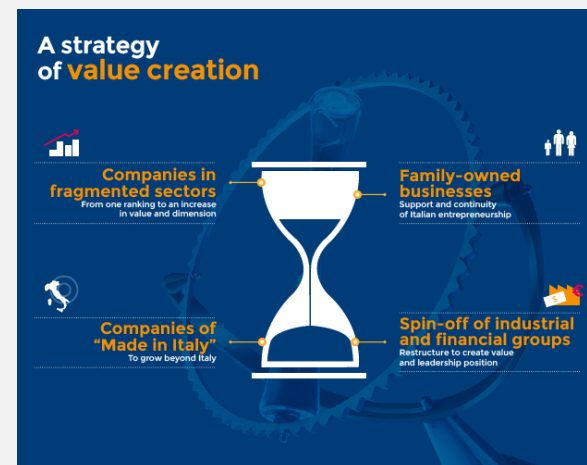 A strategy
of value creation
Companies in
fragmented sectors
From one ranking to an increase
in value and dimension
Family-owned
businesses
Support and continuity
of Italian entrepreneurship
Companies of
“Made in Italy”
To grow beyond Italy
Spin-off of industrial
and financial groups
Restructure to create value
and leadership position
$
€